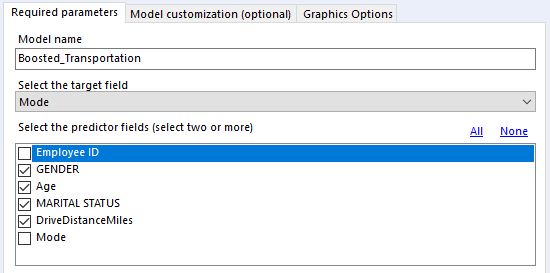 Required parameters Model customization (optional) Graphics Options
Model name
Boosted_Transportation
Select the target field
Mode
Select the predictor fields (select two or more) All None
Employee ID
GENDER
Age
MARITAL STATUS
DriveDistanceMiles
Mode